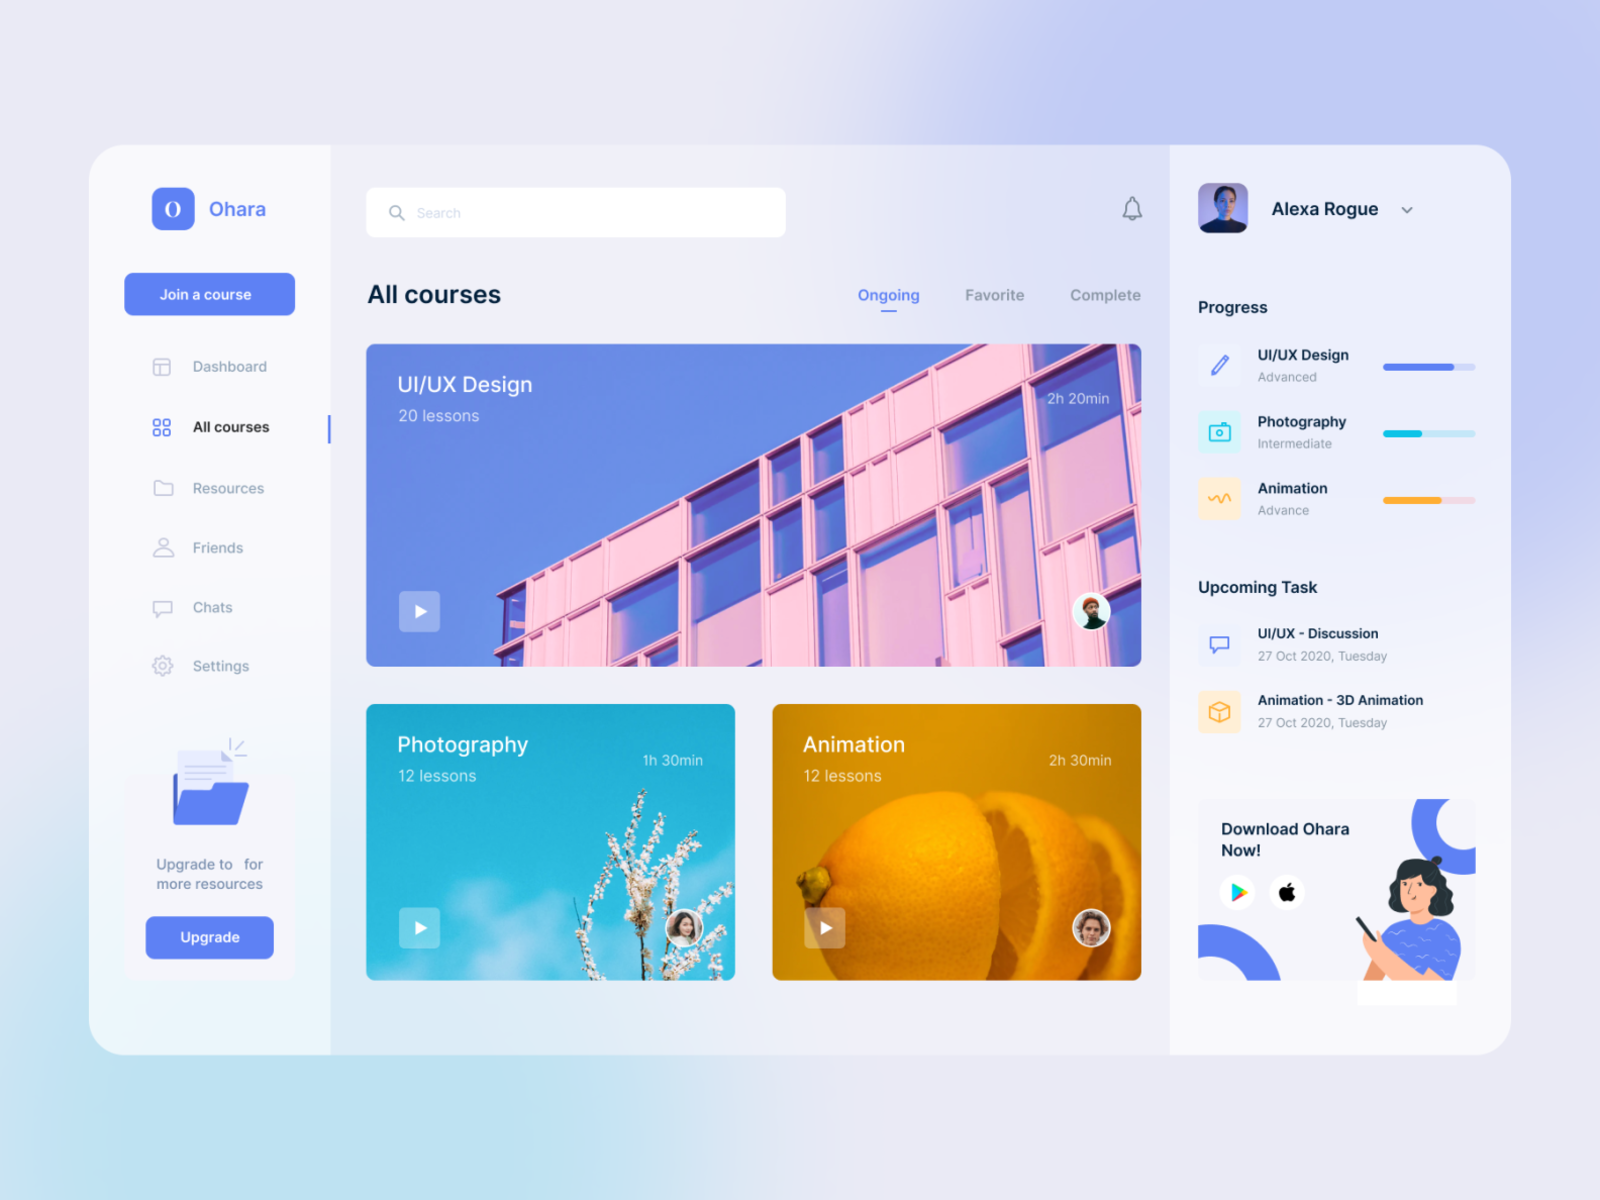 O
Ohara
Join a course
Dashboard
All courses
Resources
Friends
Chats
Settings
Upgrade to for
more resources
Upgrade
Search
All courses
Ongoing
Favorite
Complete
UI/UX Design
20 lessons
2h 20min
Photography
12 lessons
1h 30min
Animation
12 lessons
2h 30min
Alexa Rogue
Progress
UI/UX Design
Advanced
Photography
Intermediate
Animation
Advance
Upcoming Task
UI/UX - Discussion
27 Oct 2020, Tuesday
Animation - 3D Animation
27 Oct 2020, Tuesday
Download Ohara
Now!